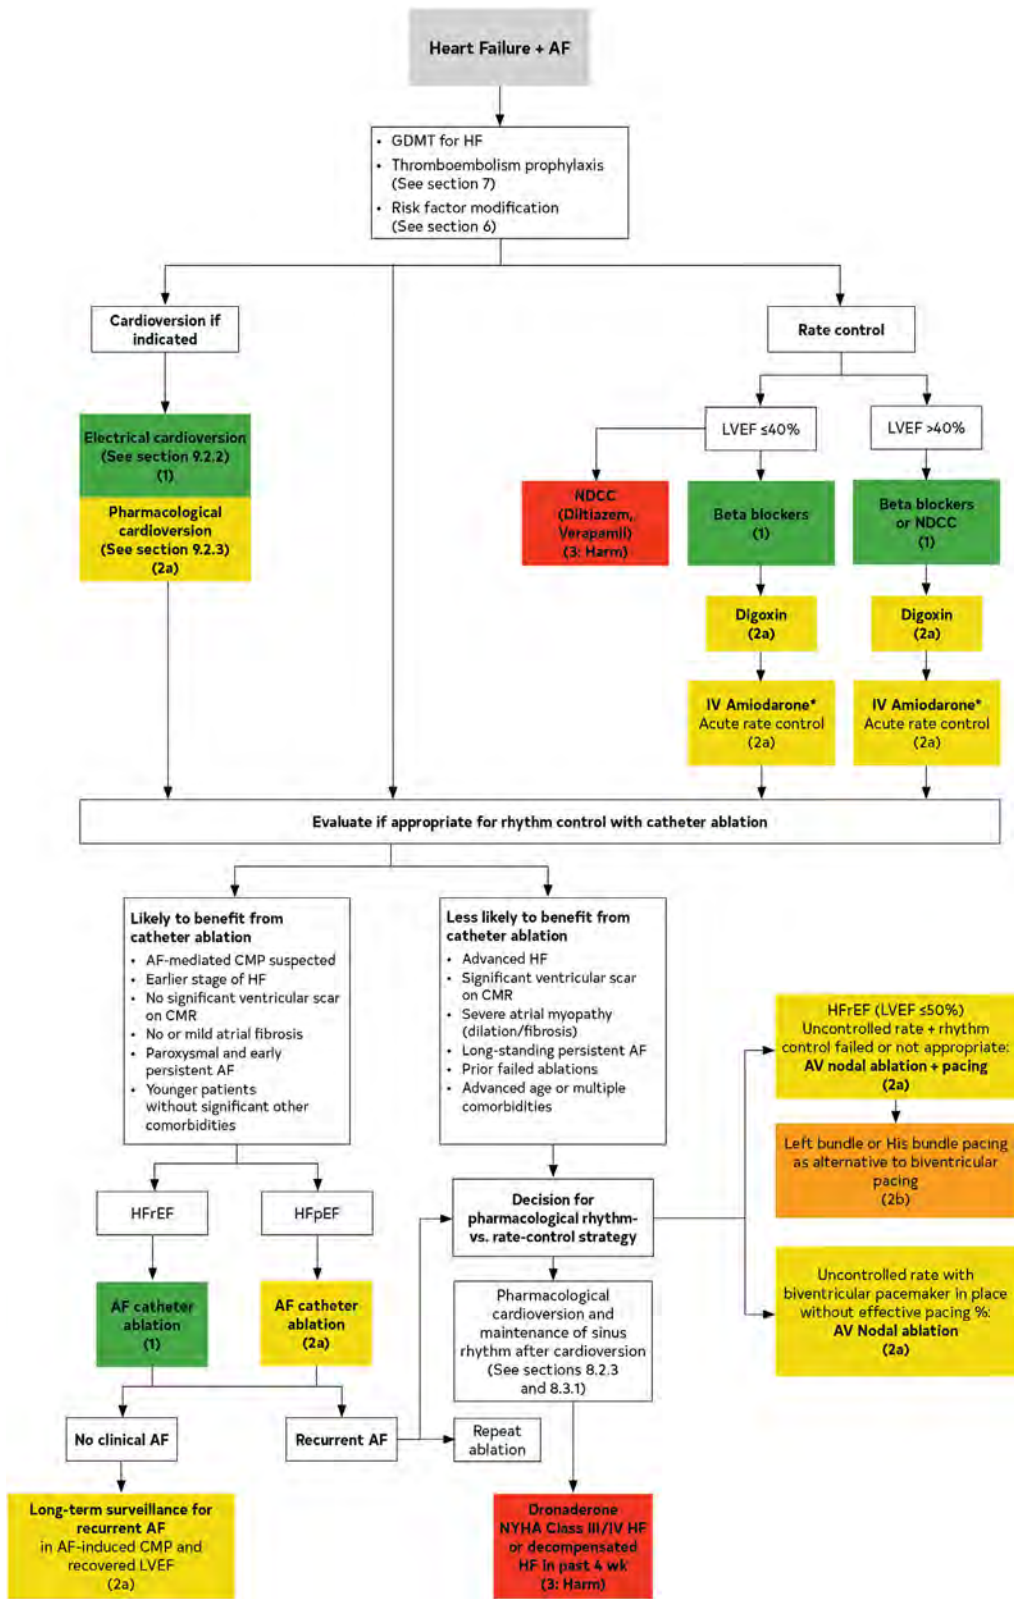 Heart Failure + AF
• GDMT for HF
• Thromboembolism prophylaxis
(See section 7)
• Risk factor modification
(See section 6)
Cardioversion if
indicated
Rate control
Electrical cardioversion
(See section 9.2.2)
(1)
Pharmacological
cardioversion
(See section 9.2.3)
(2a)
LVEF ≤40%
LVEF >40%
NDCC
(Diltiazem,
Verapamil)
(3: Harm)
Beta blockers
(1)
Beta blockers
or NDCC
(1)
Digoxin
(2a)
Digoxin
(2a)
IV Amiodarone*
Acute rate control
(2a)
IV Amiodarone*
Acute rate control
(2a)
Evaluate if appropriate for rhythm control with catheter ablation
Likely to benefit from
catheter ablation
• AF-mediated CMP suspected
• Earlier stage of HF
• No significant ventricular scar
on CMR
• No or mild atrial fibrosis
• Paroxysmal and early
persistent AF
• Younger patients
without significant other
comorbidities
Less likely to benefit from
catheter ablation
• Advanced HF
• Significant ventricular scar
on CMR
• Severe atrial myopathy
(dilation/fibrosis)
• Long-standing persistent AF
• Prior failed ablations
• Advanced age or multiple
comorbidities
HFrEF (LVEF ≤50%)
Uncontrolled rate + rhythm
control failed or not appropriate:
AV nodal ablation + pacing
(2a)
Left bundle or His bundle pacing
as alternative to biventricular
pacing
(2b)
HFrEF
HFpEF
Decision for
pharmacological rhythm-
vs. rate-control strategy
AF catheter
ablation
(1)
AF catheter
ablation
(2a)
Pharmacological
cardioversion and
maintenance of sinus
rhythm after cardioversion
(See sections 8.2.3
and 8.3.1)
Uncontrolled rate with
biventricular pacemaker in place
without effective pacing %:
AV Nodal ablation
(2a)
No clinical AF
Recurrent AF
Repeat
ablation
Long-term surveillance for
recurrent AF
in AF-induced CMP and
recovered LVEF
(2a)
Dronaderone
NYHA Class III/IV HF
or decompensated
HF in past 4 wk
(3: Harm)